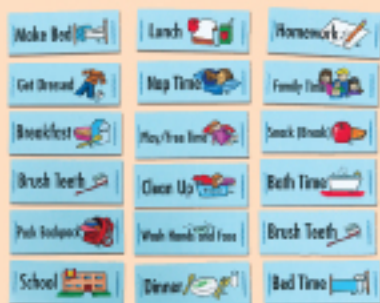 Make Bed
Get Dressed
Breakfast
Brush Teeth
Pack Backpack
School
Lunch
Nap Time
Play/Free Time
Clean Up
Wash Hands and Face
Dinner
Homework
Family Time
Snack (Break)
Bath Time
Brush Teeth
Bed Time